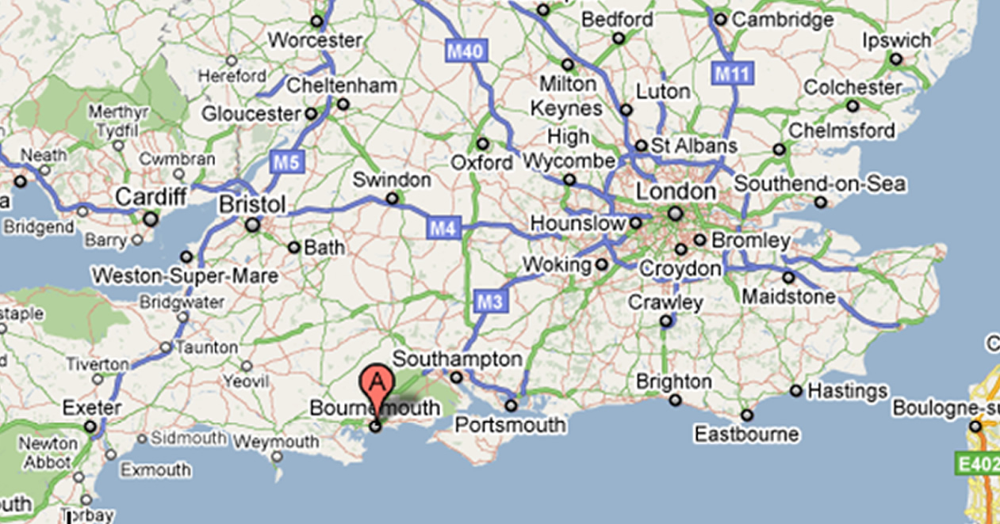 Bedford
Cambridge
Worcester
M40
Ipswich
Hereford
Cheltenham
Milton
Keynes
M11
Colchester
Luton
Merthyr
Tydfil
Gloucester
High
Wycombe
Chelmsford
Neath
Cwmbran
M5
Oxford
St Albans
Cardiff
Bristol
Swindon
London
Southend-on-Sea
a
Bridgend
Barry
M4
Hounslow
Bath
Bromley
Weston-Super-Mare
Woking
Croydon
Bridgwater
M3
Crawley
Maidstone
staple
Taunton
d
Tiverton
Yeovil
Southampton
C
A
Brighton
Hastings
Exeter
Bournemouth
Portsmouth
Boulogne-su
Newton
Abbot
Sidmouth
Weymouth
Eastbourne
Exmouth
E402
outh
Torbay